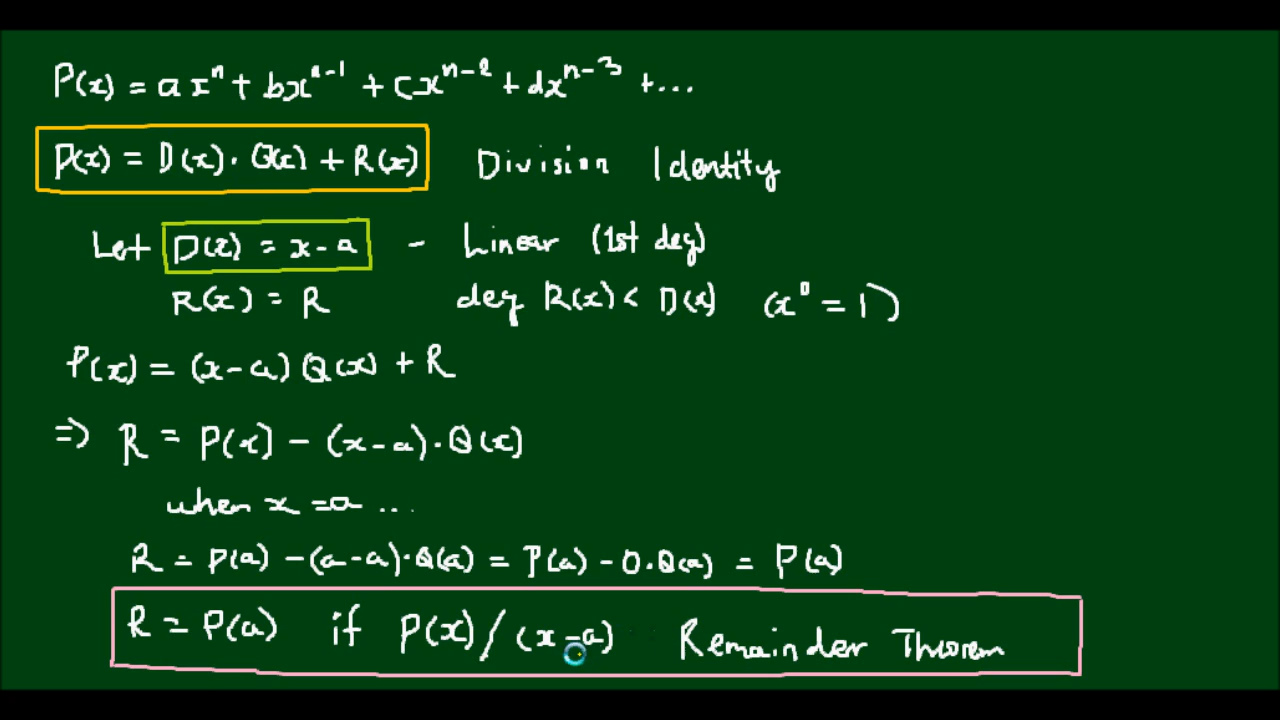 P(x) = ax^n + bx^(n-1) + cx^(n-2) + dx^(n-3) + ...
P(x) = D(x) · Q(x) + R(x) Division Identity
Let D(x) = x - a - Linear (1st deg)
R(x) = R deg R(x) < D(x) (x^0 = 1)
P(x) = (x-a) Q(x) + R
=> R = P(x) - (x-a) · Q(x)
when x = a ...
R = P(a) - (a-a) · Q(a) = P(a) - 0 · Q(a) = P(a)
R = P(a) if P(x) / (x-a) Remainder Theorem